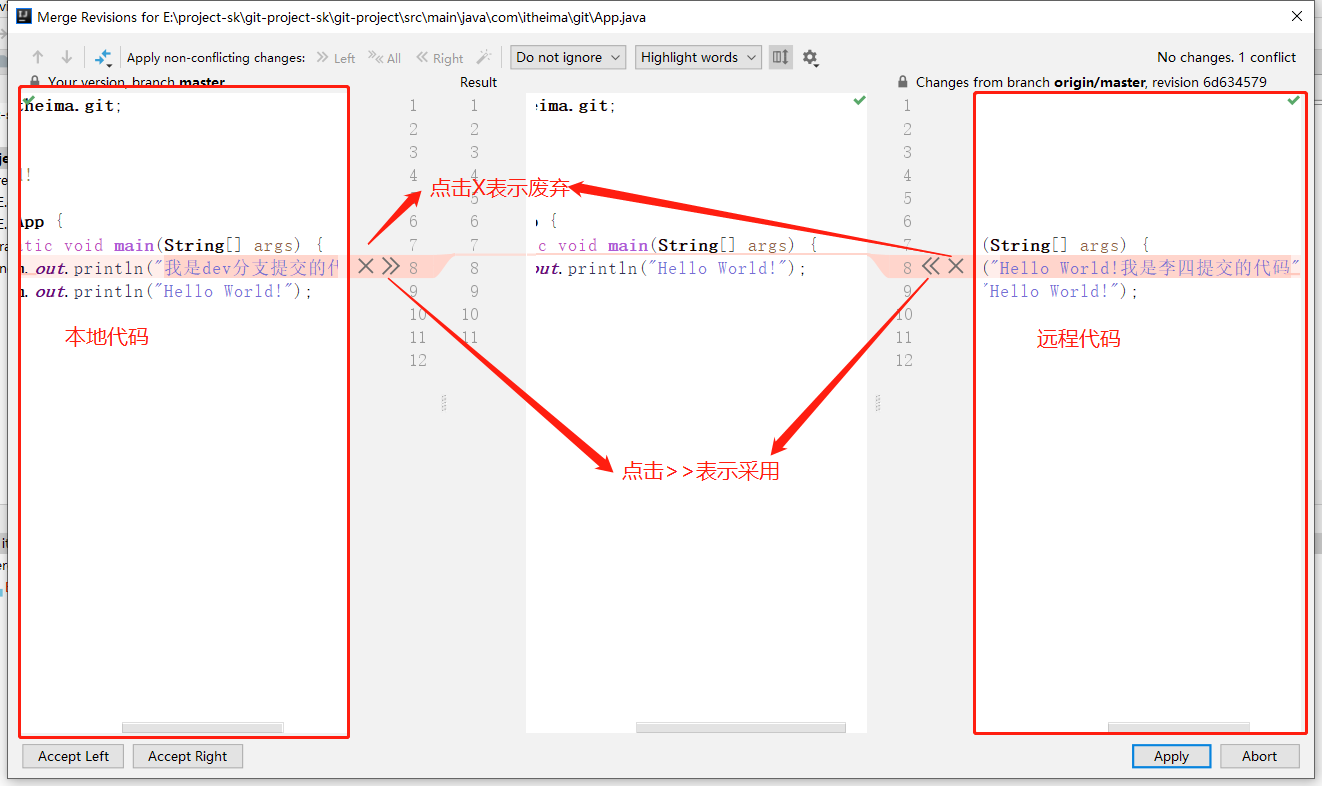 Merge Revisions for E:\project-sk\git-project-sk\git-project\src\main\java\com\itheima\git\App.java
Apply non-conflicting changes: Left All Right Do not ignore Highlight words No changes. 1 conflict
Your version, branch master Result Changes from branch origin/master, revision 6d634579
theima.git; 1 1 heima.git; 1
2 2 2
3 3 3
!! 4 4 4
点击X表示废弃
5 5
App { 6 6 { 6
tic void main(String[] args) { 7 7 c void main(String[] args) { 7 (String[] args) {
out.println("我是dev分支提交的 8 8 out.println("Hello World!"); 8 ("Hello World!我是李四提交的代码"
out.println("Hello World!"); 9 9 9 "Hello World!");
10 10 10
本地代码 11 11 11 远程代码
12 12
点击>>表示采用
Accept Left Accept Right Apply Abort